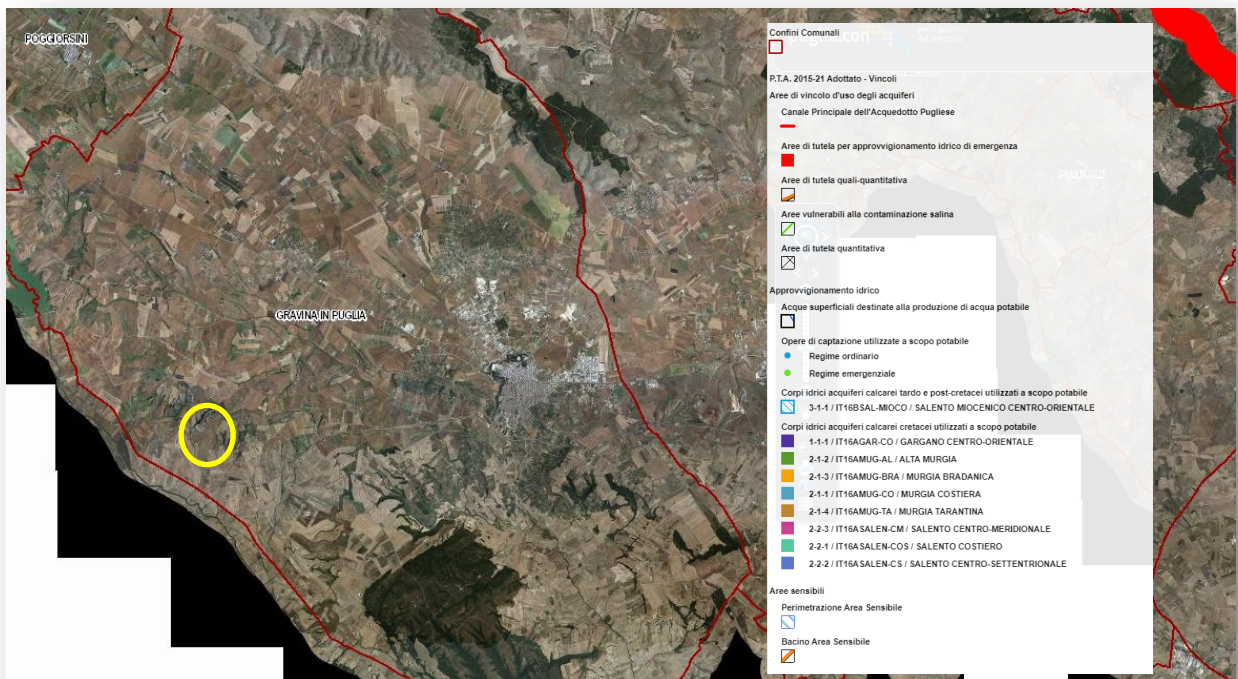 POGGIORSINI
GRAVINA IN PUGLIA
Confini Comunali
puglia.con
P.T.A. 2015-21 Adottato - Vincoli
Aree di vincolo d'uso degli acquiferi
Canale Principale dell'Acquedotto Pugliese
Aree di tutela per approvvigionamento idrico di emergenza
Aree di tutela quali-quantitativa
Aree vulnerabili alla contaminazione salina
Aree di tutela quantitativa
Approvvigionamento idrico
Acque superficiali destinate alla produzione di acqua potabile
Opere di captazione utilizzate a scopo potabile
Regime ordinario
Regime emergenziale
Corpi idrici acquiferi calcarei tardo e post-cretacei utilizzati a scopo potabile
3-1-1 / IT16BSAL-MIOCO / SALENTO MIOCENICO CENTRO-ORIENTALE
Corpi idrici acquiferi calcarei cretacei utilizzati a scopo potabile
1-1-1 / IT16AGAR-CO / GARGANO CENTRO-ORIENTALE
2-1-2 / IT16AMUG-AL / ALTA MURGIA
2-1-3 / IT16AMUG-BRA / MURGIA BRADANICA
2-1-1 / IT16AMUG-CO / MURGIA COSTIERA
2-1-4 / IT16AMUG-TA / MURGIA TARANTINA
2-2-3 / IT16ASALEN-CM / SALENTO CENTRO-MERIDIONALE
2-2-1 / IT16ASALEN-COS / SALENTO COSTIERO
2-2-2 / IT16ASALEN-CS / SALENTO CENTRO-SETTENTRIONALE
Aree sensibili
Perimetrazione Area Sensibile
Bacino Area Sensibile